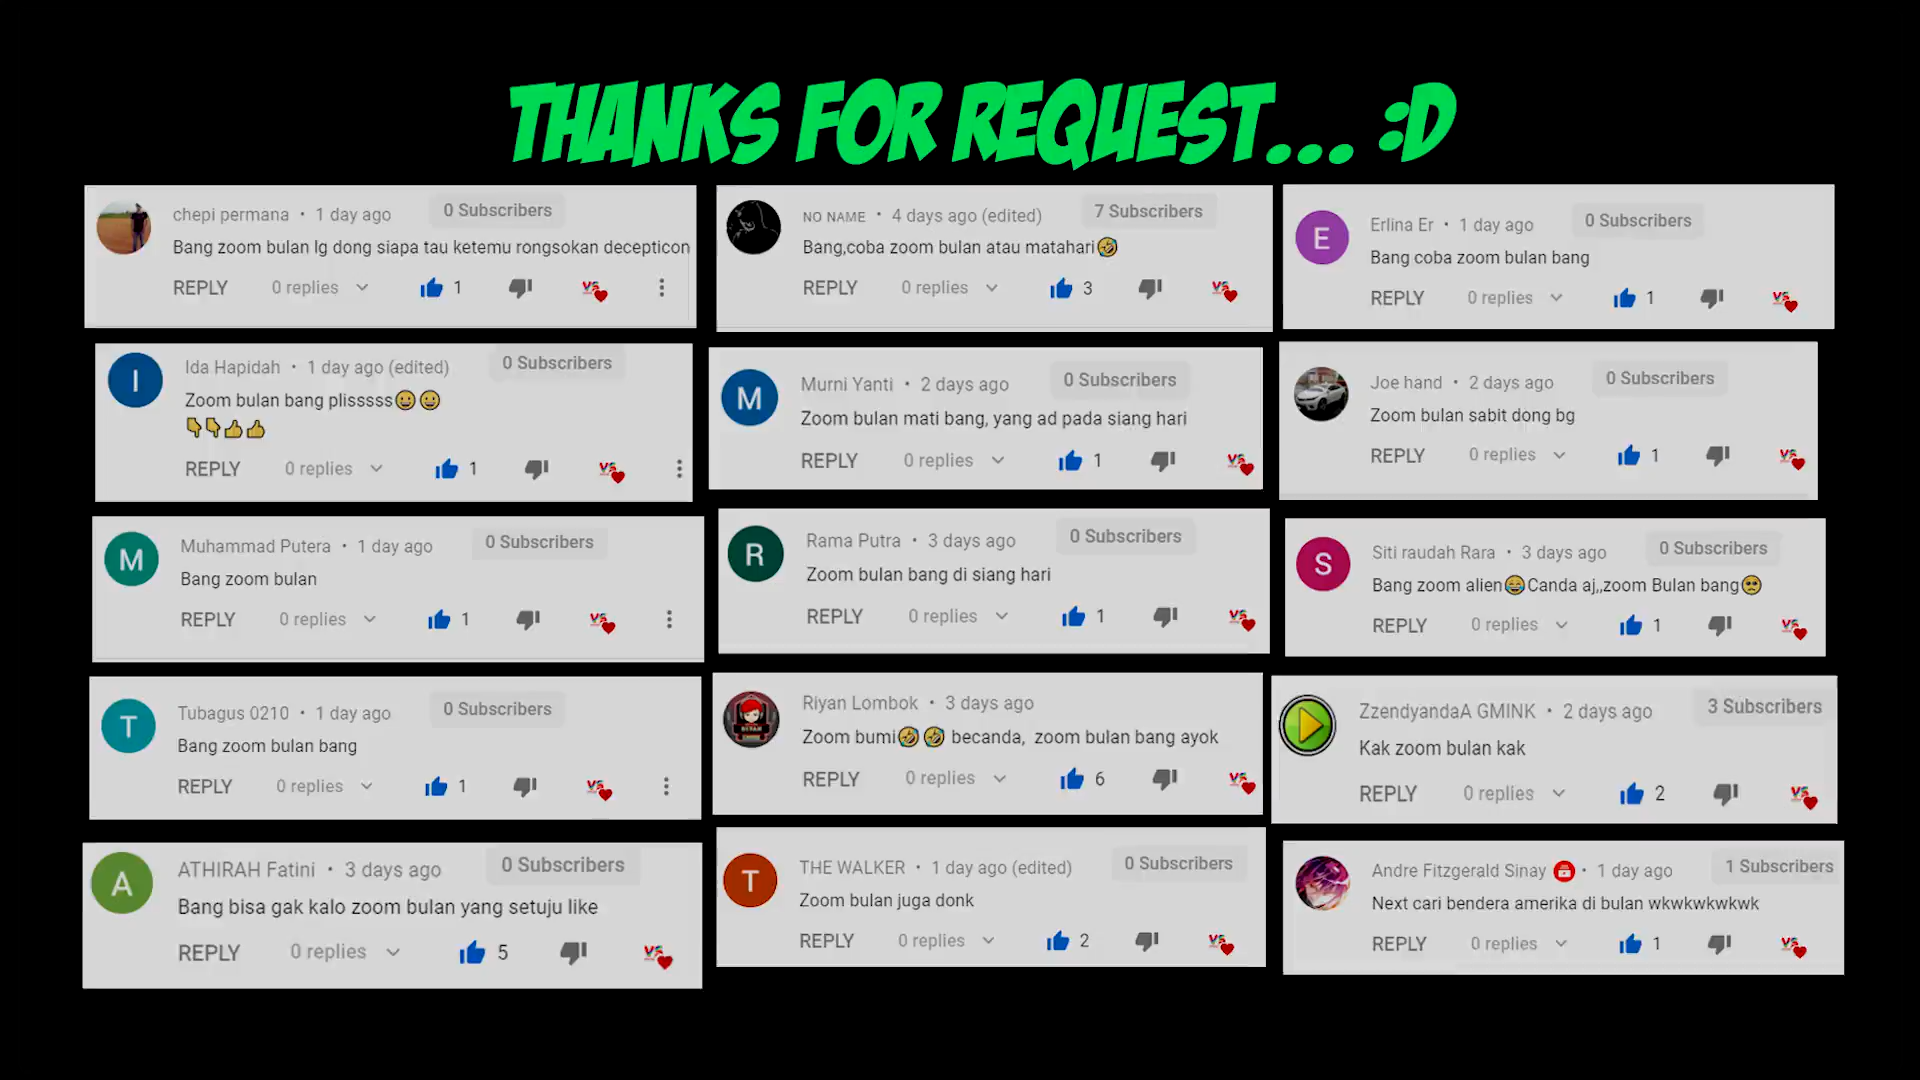 THANKS FOR REQUEST... :D
chepi permana • 1 day ago 0 Subscribers
Bang zoom bulan lg dong siapa tau ketemu rongsokan decepticon
REPLY 0 replies 1
Ida Hapidah • 1 day ago (edited) 0 Subscribers
Zoom bulan bang plisssss😀😀
👇👇👍👍
REPLY 0 replies 1
Muhammad Putera • 1 day ago 0 Subscribers
Bang zoom bulan
REPLY 0 replies 1
Tubagus 0210 • 1 day ago 0 Subscribers
Bang zoom bulan bang
REPLY 0 replies 1
ATHIRAH Fatini • 3 days ago 0 Subscribers
Bang bisa gak kalo zoom bulan yang setuju like
REPLY 0 replies 5
NO NAME • 4 days ago (edited) 7 Subscribers
Bang,coba zoom bulan atau matahari🤣
REPLY 0 replies 3
Murni Yanti • 2 days ago 0 Subscribers
Zoom bulan mati bang, yang ad pada siang hari
REPLY 0 replies 1
Rama Putra • 3 days ago 0 Subscribers
Zoom bulan bang di siang hari
REPLY 0 replies 1
Riyan Lombok • 3 days ago
Zoom bumi🤣🤣 becanda, zoom bulan bang ayok
REPLY 0 replies 6
THE WALKER • 1 day ago (edited) 0 Subscribers
Zoom bulan juga donk
REPLY 0 replies 2
Erlina Er • 1 day ago 0 Subscribers
Bang coba zoom bulan bang
REPLY 0 replies 1
Joe hand • 2 days ago 0 Subscribers
Zoom bulan sabit dong bg
REPLY 0 replies 1
Siti raudah Rara • 3 days ago 0 Subscribers
Bang zoom alien😂Canda aj,,zoom Bulan bang🥺
REPLY 0 replies 1
ZzendyandaA GMINK • 2 days ago 3 Subscribers
Kak zoom bulan kak
REPLY 0 replies 2
Andre Fitzgerald Sinay • 1 day ago 1 Subscribers
Next cari bendera amerika di bulan wkwkwkwkwk
REPLY 0 replies 1